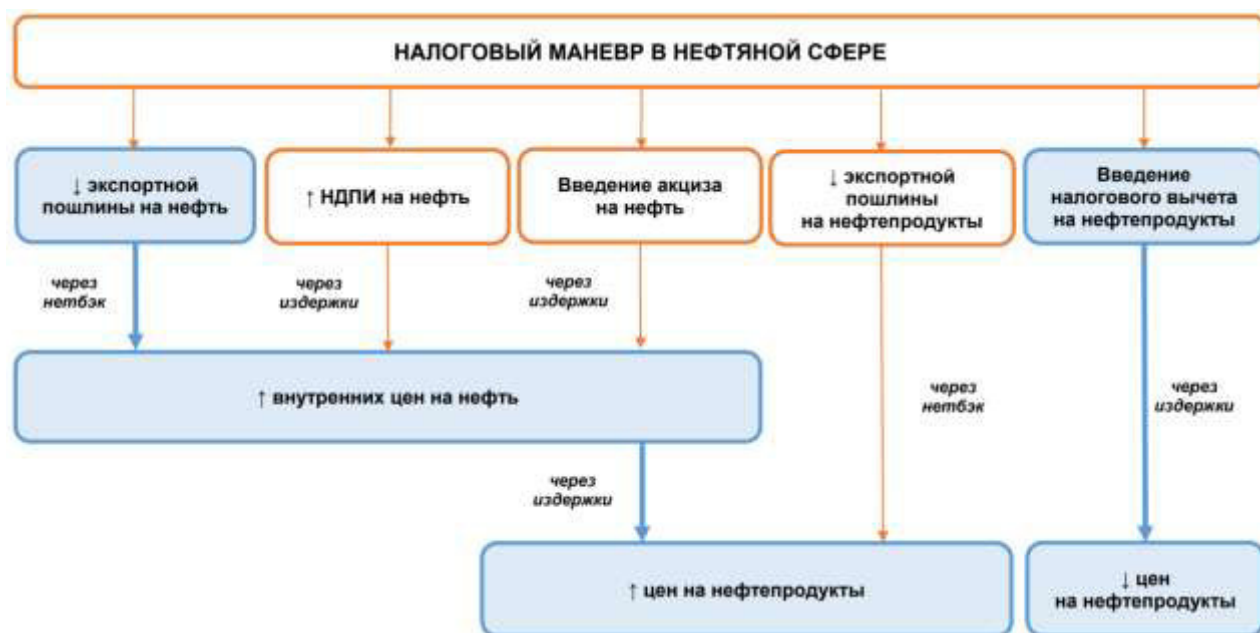 НАЛОГОВЫЙ МАНЕВР В НЕФТЯНОЙ СФЕРЕ
↓ экспортной
пошлины на нефть
↑ НДПИ на нефть
Введение акциза
на нефть
↓ экспортной
пошлины
на нефтепродукты
Введение
налогового вычета
на нефтепродукты
через
нетбэк
через
издержки
через
издержки
↑ внутренних цен на нефть
через
нетбэк
через
издержки
через
издержки
↑ цен на нефтепродукты
↓ цен
на нефтепродукты